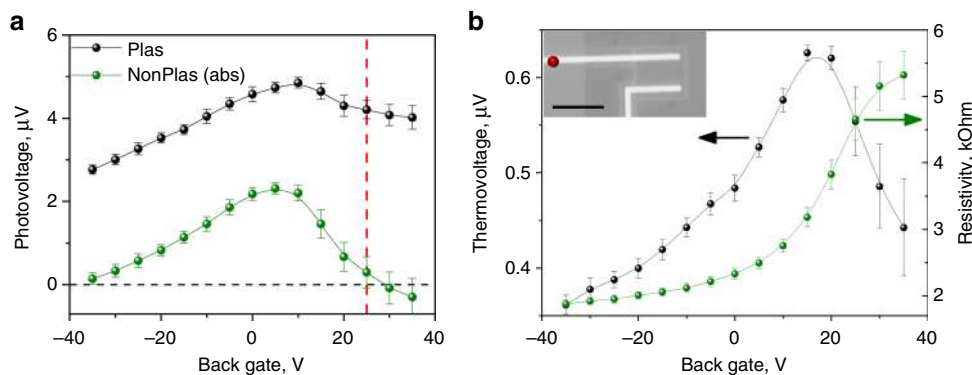 a
6
4
2
0
Photovoltage, µV
Plas
NonPlas (abs)
–40
–20
0
20
40
Back gate, V
b
0.6
0.5
0.4
Thermovoltage, µV
6
5
4
3
2
Resistivity, kOhm
–40
–20
0
20
40
Back gate, V